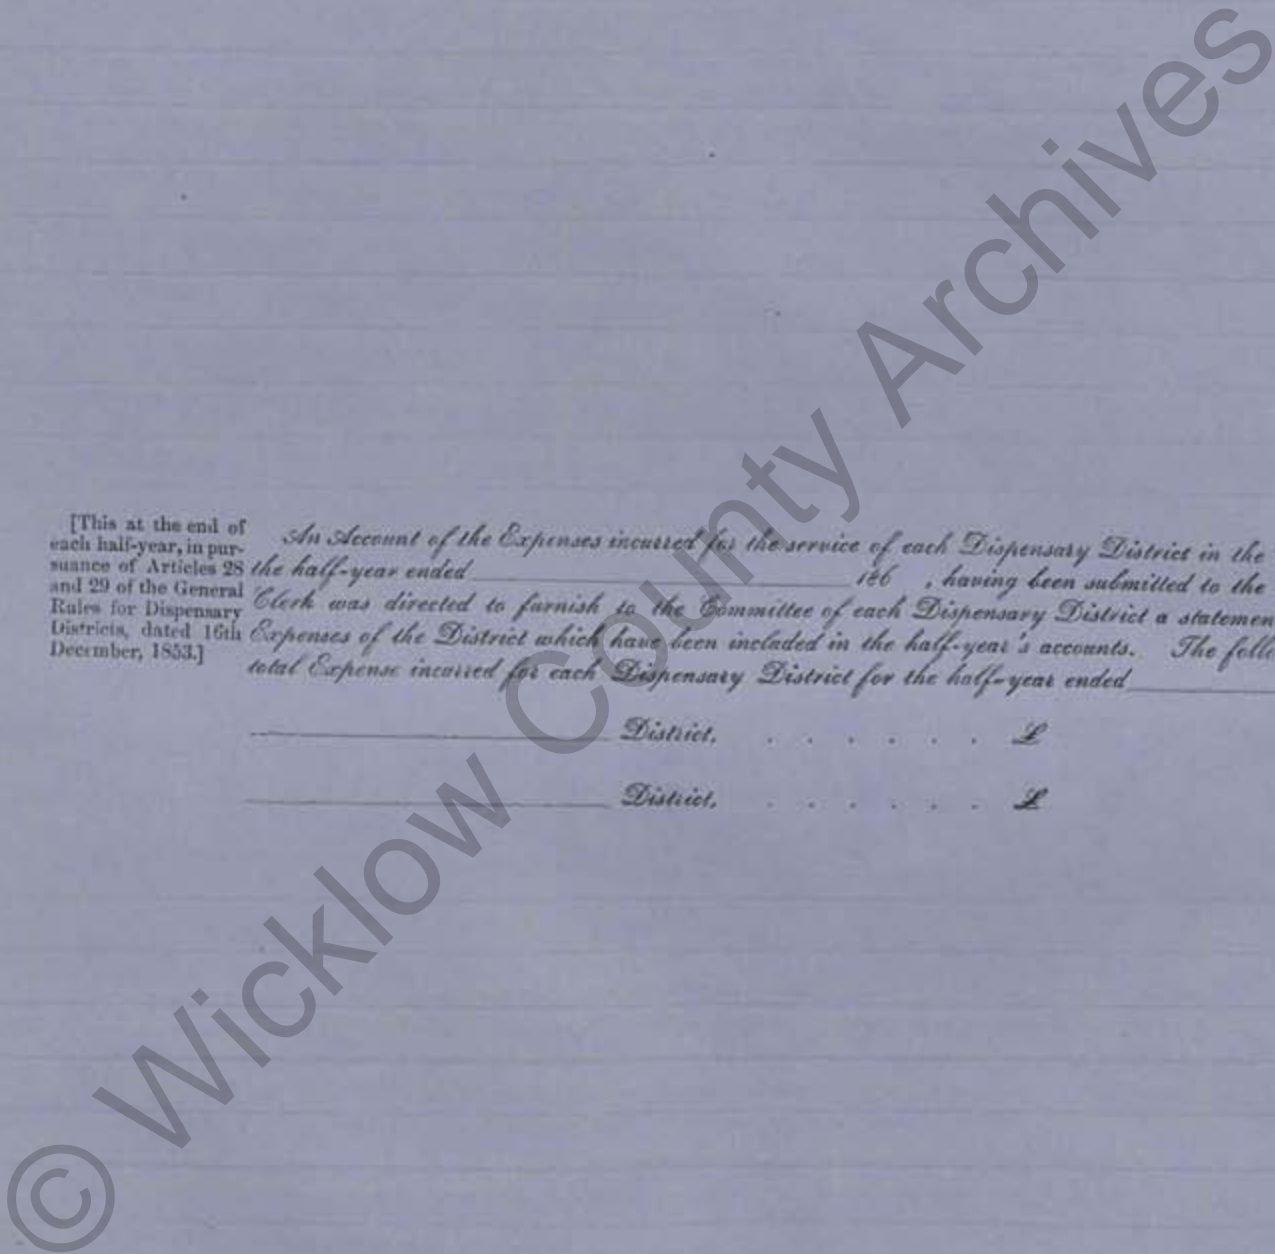 [This at the end of
each half-year, in pur-
suance of Articles 28
and 29 of the General
Rules for Dispensary
Districts, dated 16th
December, 1853.]
An Account of the Expenses incurred for the service of each Dispensary District in the
the half-year ended 186 , having been submitted to the
Clerk was directed to furnish to the Committee of each Dispensary District a statemen
Expenses of the District which have been included in the half-year's accounts. The follo
total Expense incurred for each Dispensary District for the half-year ended
District, . . . . . . £
District, . . . . . . £
© Wicklow County Archives